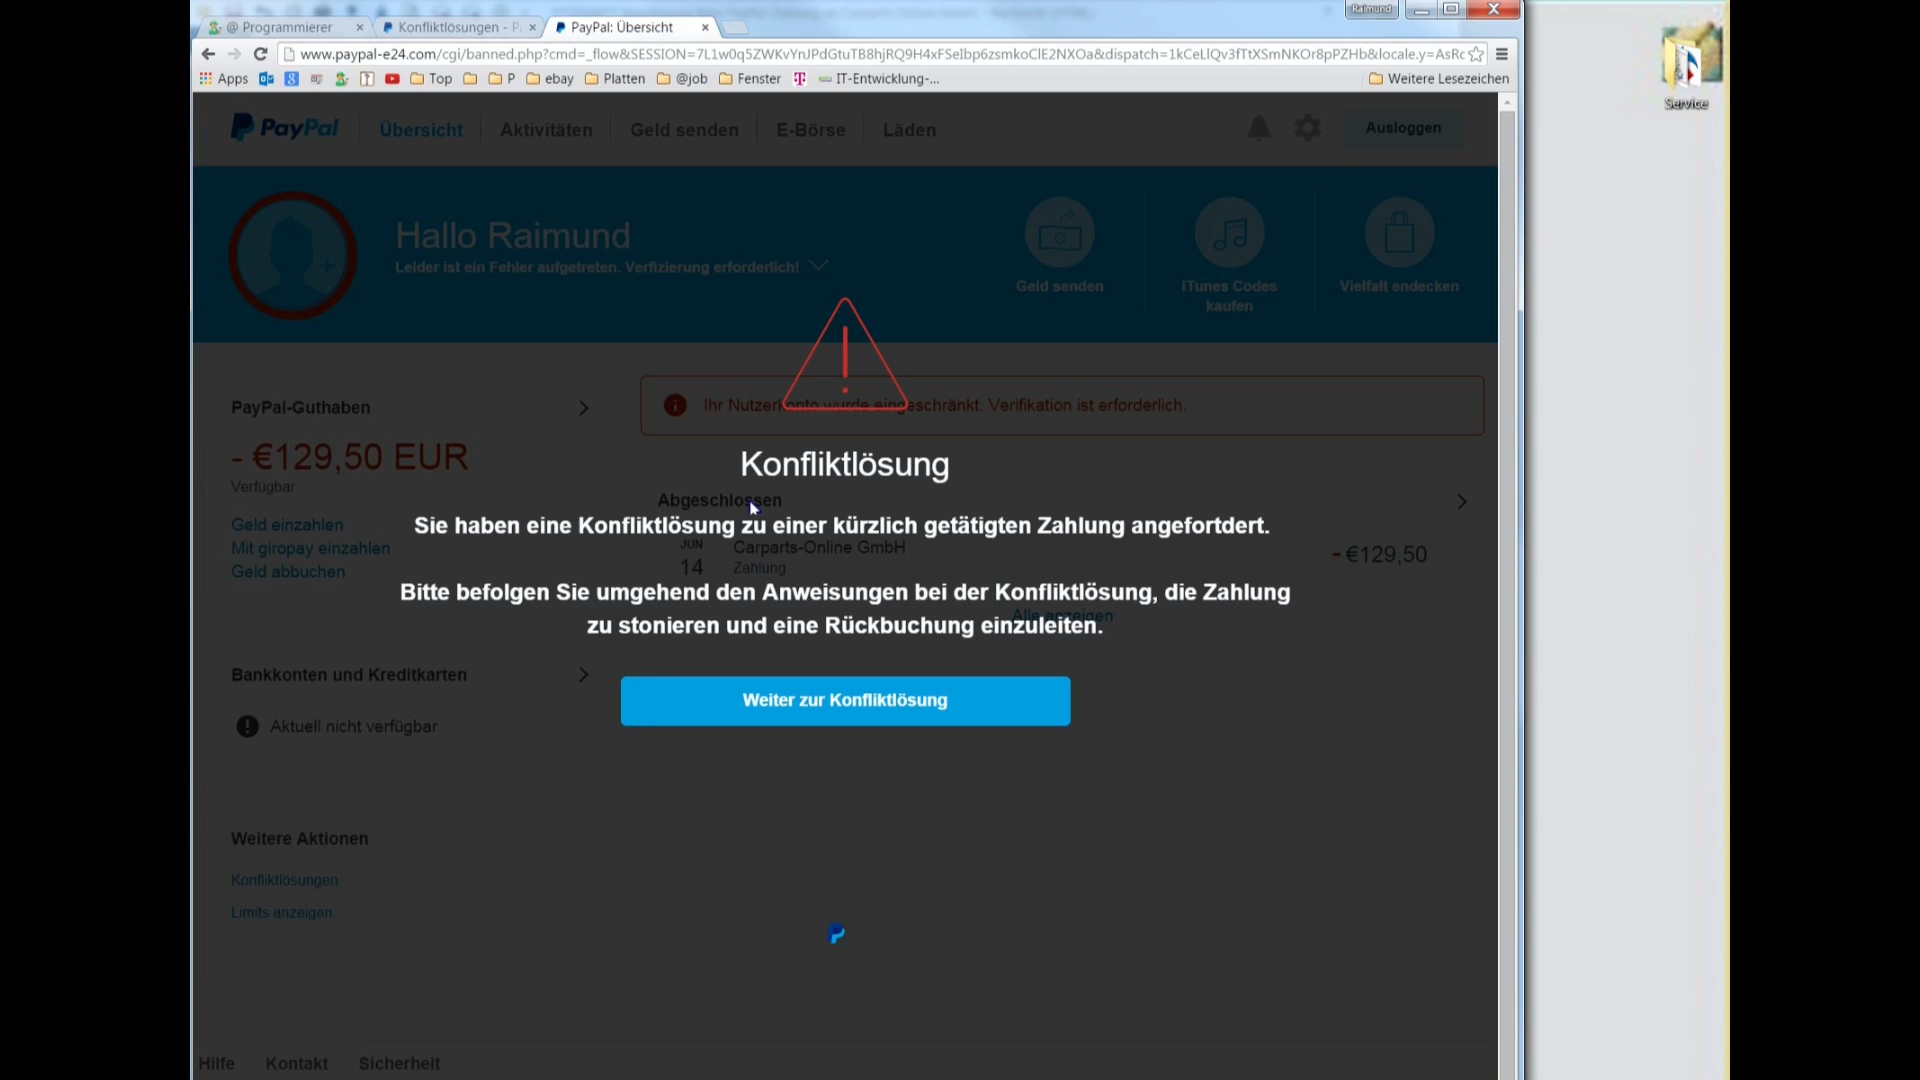 Raimund
@ Programmierer
Konfliktlösungen - P
PayPal: Übersicht
www.paypal-e24.com/cgi/banned.php?cmd=_flow&SESSION=7L1w0q5ZWKvYnJPdGtuTB8hjRQ9H4xFSeIbp6zsmkoClE2NXOa&dispatch=1kCeLlQv3fTtXSmNKOr8pPZHb&locale.y=AsRc
Apps Top P ebay Platten @job Fenster IT-Entwicklung-... Weitere Lesezeichen
Service
PayPal Übersicht Aktivitäten Geld senden E-Börse Läden Ausloggen
Hallo Raimund
Leider ist ein Fehler aufgetreten. Verfizierung erforderlich!
Geld senden
iTunes Codes
kaufen
Vielfalt endecken
PayPal-Guthaben
- €129,50 EUR
Verfügbar
Geld einzahlen
Mit giropay einzahlen
Geld abbuchen
Ihr Nutzerkonto wurde eingeschränkt. Verifikation ist erforderlich.
Konfliktlösung
Abgeschlossen
Sie haben eine Konfliktlösung zu einer kürzlich getätigten Zahlung angefortdert.
JUN
14
Carparts-Online GmbH
Zahlung
- €129,50
Bitte befolgen Sie umgehend den Anweisungen bei der Konfliktlösung, die Zahlung
zu stonieren und eine Rückbuchung einzuleiten.
Alle anzeigen
Weiter zur Konfliktlösung
Bankkonten und Kreditkarten
Aktuell nicht verfügbar
Weitere Aktionen
Konfliktlösungen
Limits anzeigen
Hilfe Kontakt Sicherheit